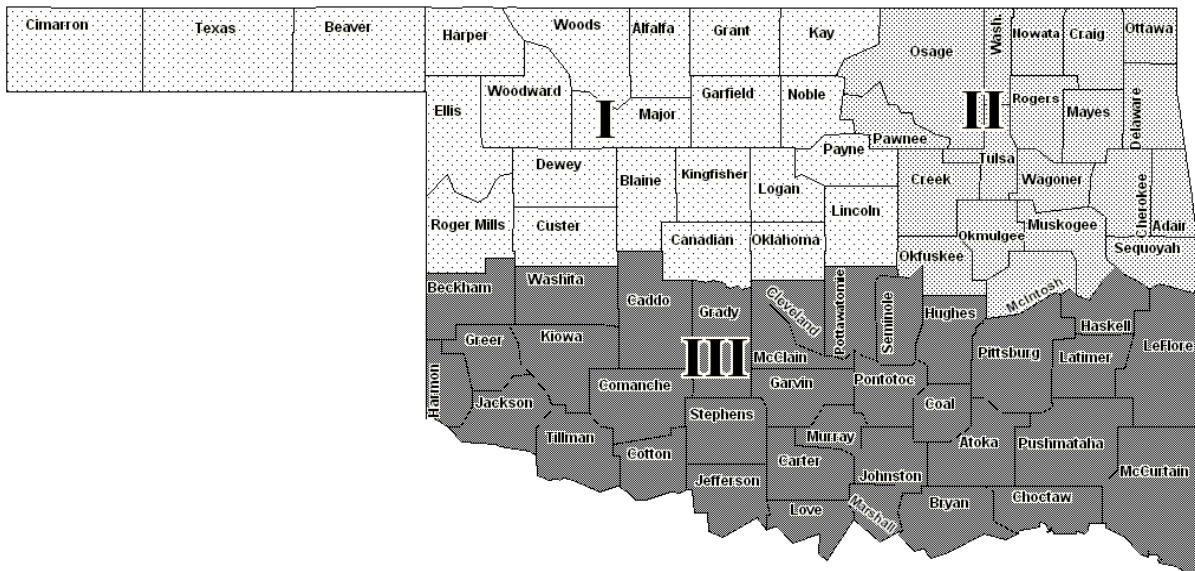 Cimarron
Texas
Beaver
Harper
Woods
Alfalfa
Grant
Kay
Osage
Wash.
Nowata
Craig
Ottawa
Ellis
Woodward
I
Major
Garfield
Noble
Pawnee
II
Rogers
Mayes
Delaware
Dewey
Blaine
Kingfisher
Logan
Payne
Creek
Tulsa
Wagoner
Cherokee
Adair
Roger Mills
Custer
Canadian
Oklahoma
Lincoln
Okfuskee
Okmulgee
Muskogee
Sequoyah
McIntosh
Beckham
Washita
Caddo
Grady
Cleveland
Pottawatomie
Seminole
Hughes
Haskell
LeFlore
Greer
Kiowa
III
McClain
Pittsburg
Latimer
Harmon
Jackson
Comanche
Garvin
Pontotoc
Coal
Tillman
Stephens
Cotton
Murray
Carter
Johnston
Atoka
Pushmataha
McCurtain
Jefferson
Love
Marshall
Bryan
Choctaw